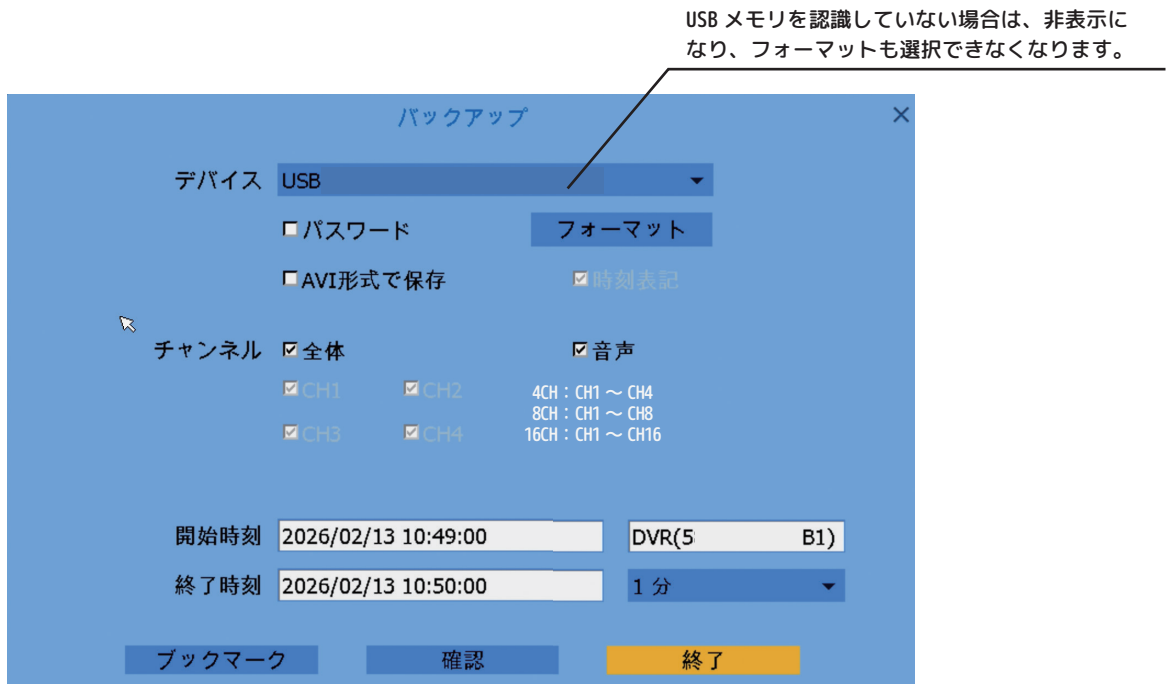 USB メモリを認識していない場合は、非表示に
なり、フォーマットも選択できなくなります。
バックアップ
デバイス USB
パスワード フォーマット
AVI形式で保存 時刻表記
チャンネル 全体 音声
CH1 CH2 4CH：CH1 ～ CH4
8CH：CH1 ～ CH8
CH3 CH4 16CH：CH1 ～ CH16
開始時刻 2026/02/13 10:49:00 DVR(5 B1)
終了時刻 2026/02/13 10:50:00 1 分
ブックマーク 確認 終了